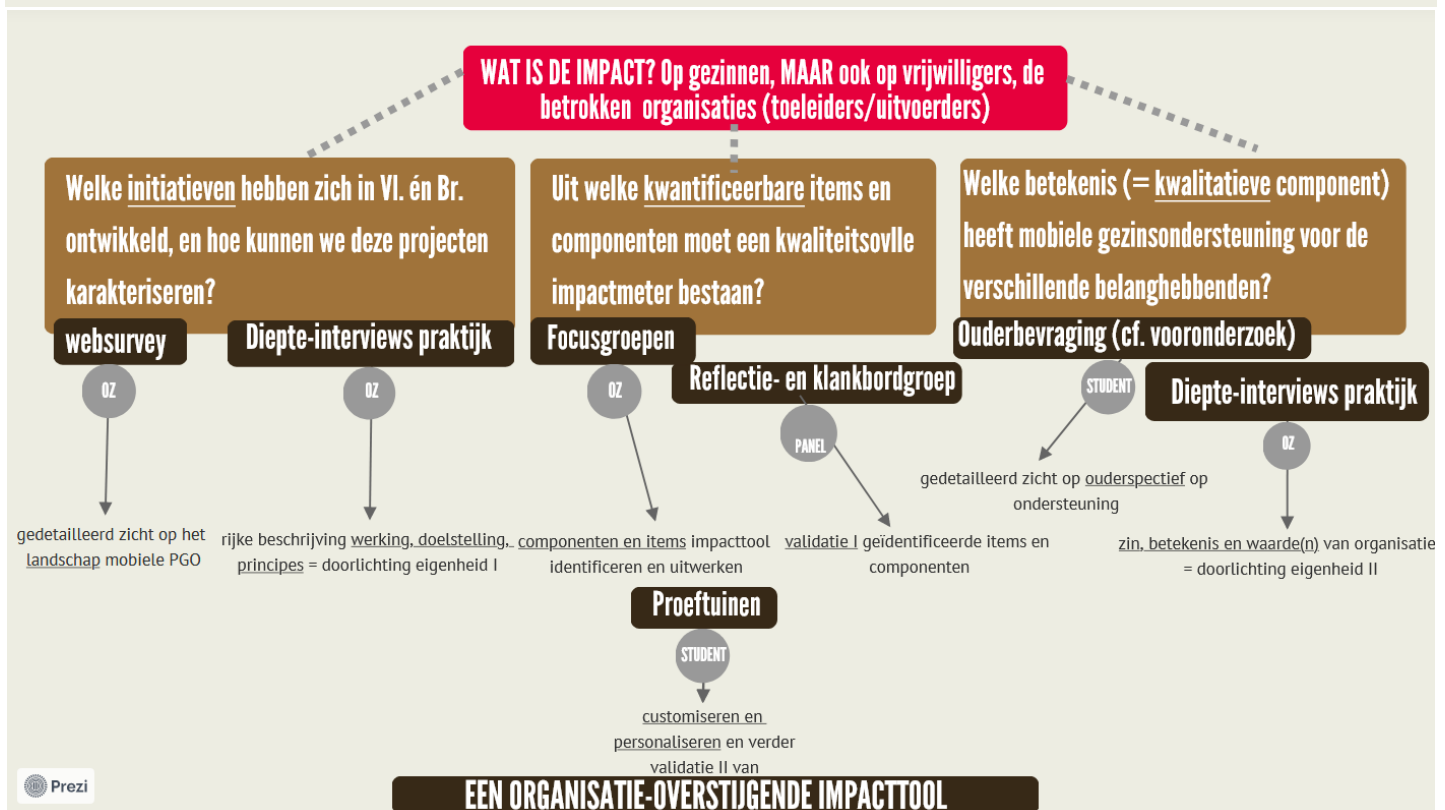 WAT IS DE IMPACT? Op gezinnen, MAAR ook op vrijwilligers, de
betrokken organisaties (toeleiders/uitvoerders)
Welke initiatieven hebben zich in Vl. én Br.
ontwikkeld, en hoe kunnen we deze projecten
karakteriseren?
Uit welke kwantificeerbare items en
componenten moet een kwaliteitsovlle
impactmeter bestaan?
Welke betekenis (= kwalitatieve component)
heeft mobiele gezinsondersteuning voor de
verschillende belanghebbenden?
websurvey
OZ
gedetailleerd zicht op het
landschap mobiele PGO
Diepte-interviews praktijk
OZ
rijke beschrijving werking, doelstelling,
principes = doorlichting eigenheid I
Focusgroepen
OZ
componenten en items impacttool
identificeren en uitwerken
Reflectie- en klankbordgroep
PANEL
validatie I geïdentificeerde items en
componenten
Ouderbevraging (cf. vooronderzoek)
STUDENT
gedetailleerd zicht op ouderspectief op
ondersteuning
Diepte-interviews praktijk
OZ
zin, betekenis en waarde(n) van organisatie
= doorlichting eigenheid II
Proeftuinen
STUDENT
customiseren en
personaliseren en verder
validatie II van
EEN ORGANISATIE-OVERSTIJGENDE IMPACTTOOL
Prezi